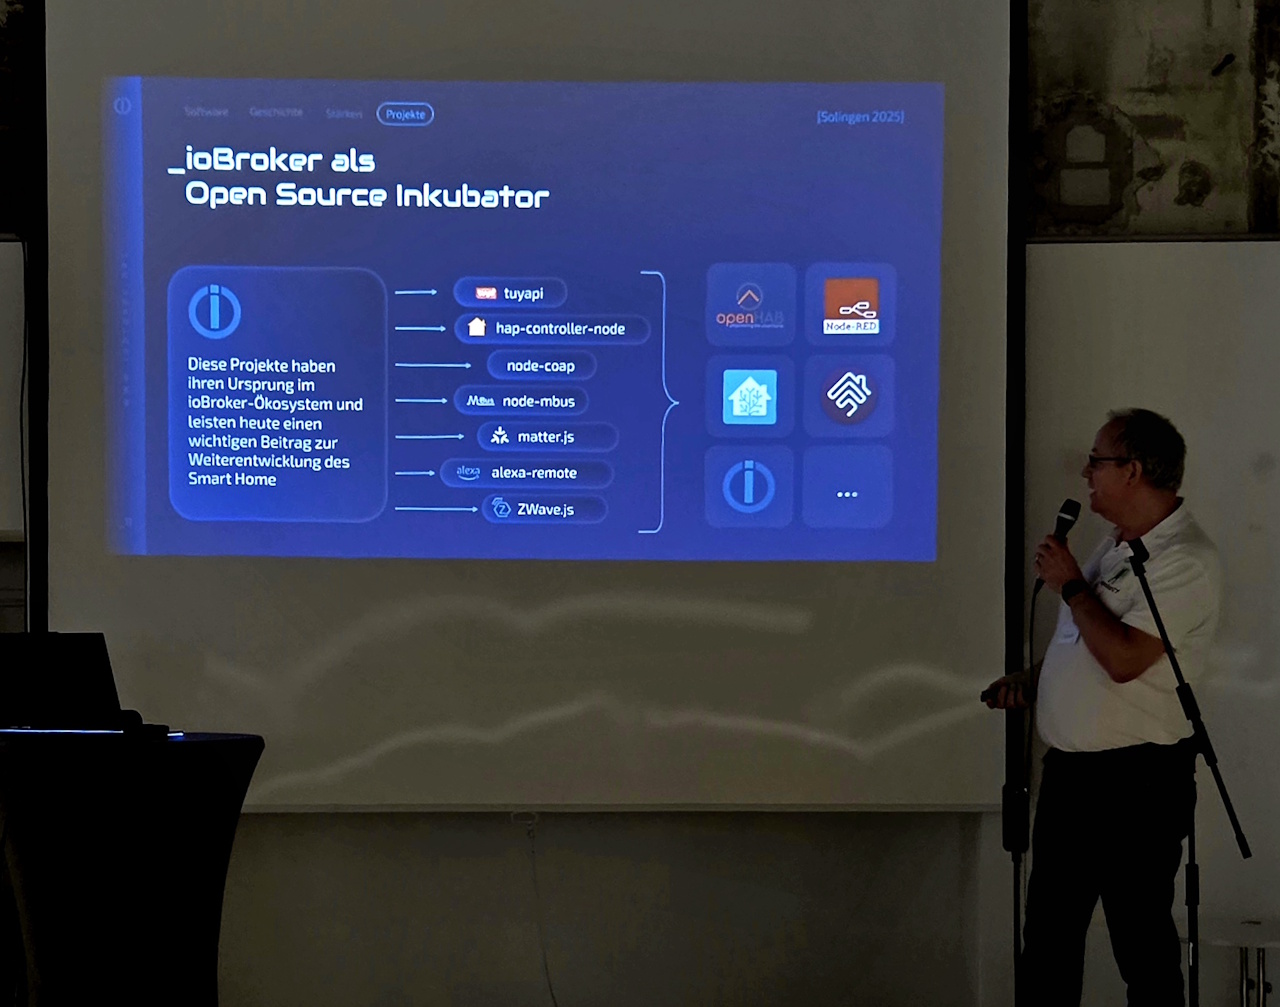 Software Geschichte Stärken Projekte
[Solingen 2025]
_ioBroker als
Open Source Inkubator
Diese Projekte haben
ihren Ursprung im
ioBroker-Ökosystem und
leisten heute einen
wichtigen Beitrag zur
Weiterentwicklung des
Smart Home
tuyapi
hap-controller-node
node-coap
MBus node-mbus
matter.js
alexa alexa-remote
Z ZWave.js
openHAB
Node-RED
...